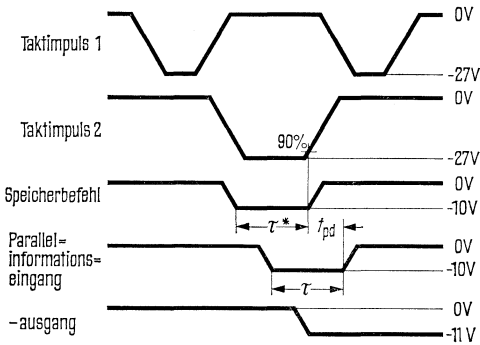 0V
Taktimpuls 1
-27V
0V
Taktimpuls 2
90%
-27V
Speicherbefehl
0V
-10V
τ*
tpd
Parallel=
informations=
eingang
0V
-10V
τ
-ausgang
0V
-11V